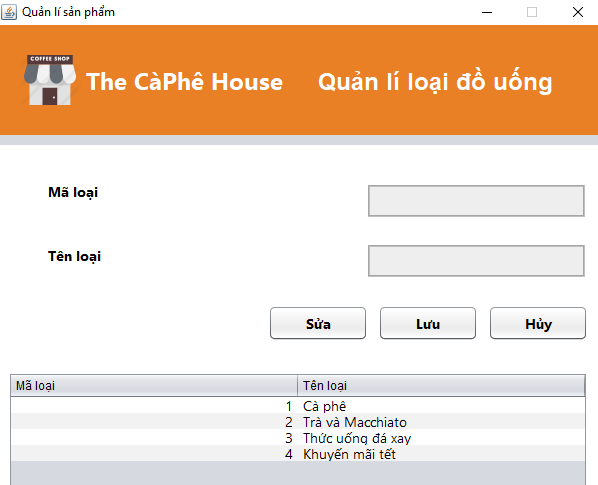 Quản lí sản phẩm
COFFEE SHOP
The CàPhê House Quản lí loại đồ uống
Mã loại
Tên loại
Sửa Lưu Hủy
Mã loại Tên loại
1 Cà phê
2 Trà và Macchiato
3 Thức uống đá xay
4 Khuyến mãi tết